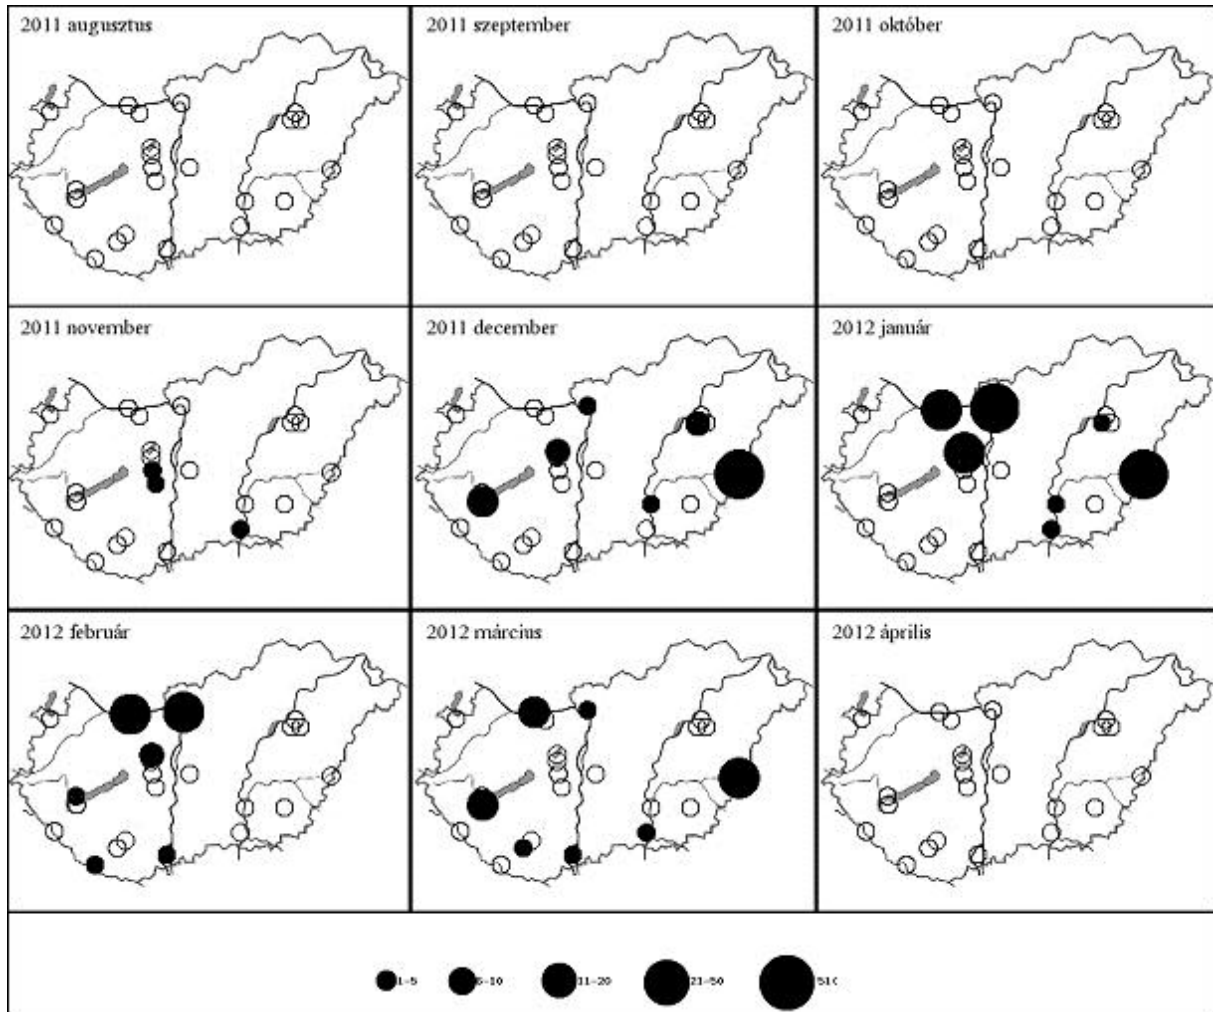 2011 augusztus
2011 szeptember
2011 október
2011 november
2011 december
2012 január
2012 február
2012 március
2012 április
1-5 6-10 11-20 21-50